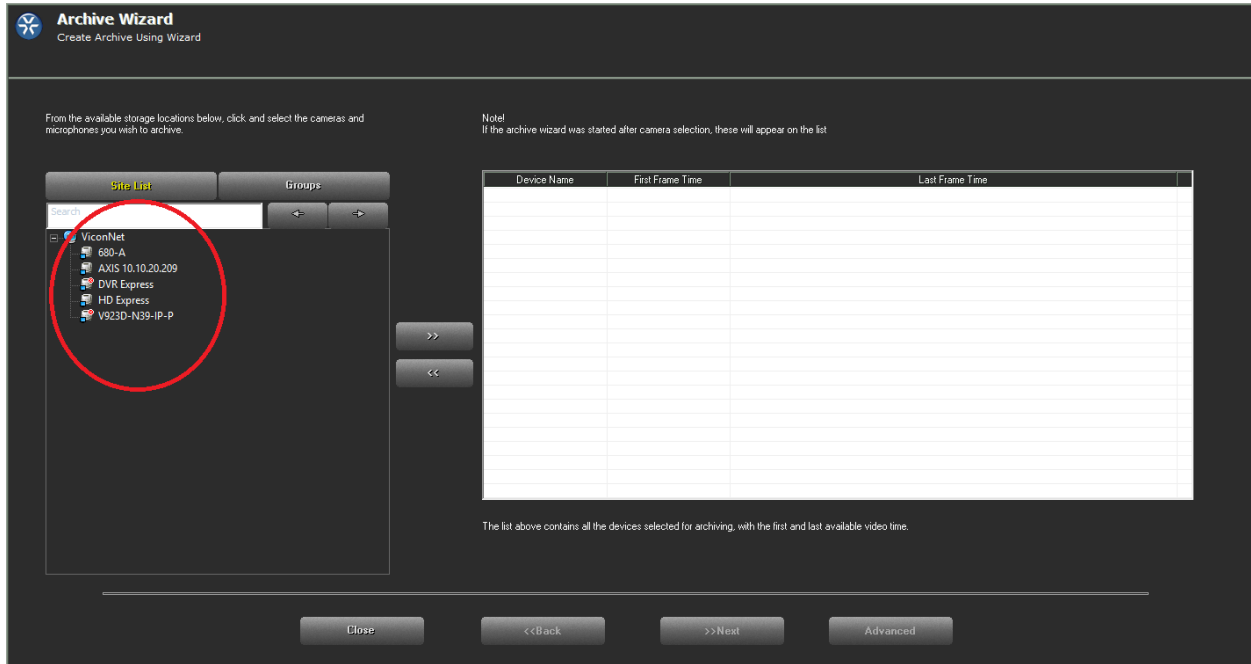 Archive Wizard
Create Archive Using Wizard
From the available storage locations below, click and select the cameras and
microphones you wish to archive.
Note!
If the archive wizard was started after camera selection, these will appear on the list
Site List
Groups
Search
ViconNet
680-A
AXIS 10.10.20.209
DVR Express
HD Express
V923D-N39-IP-P
>>
<<
Device Name
First Frame Time
Last Frame Time
The list above contains all the devices selected for archiving, with the first and last available video time.
Close
<<Back
>>Next
Advanced